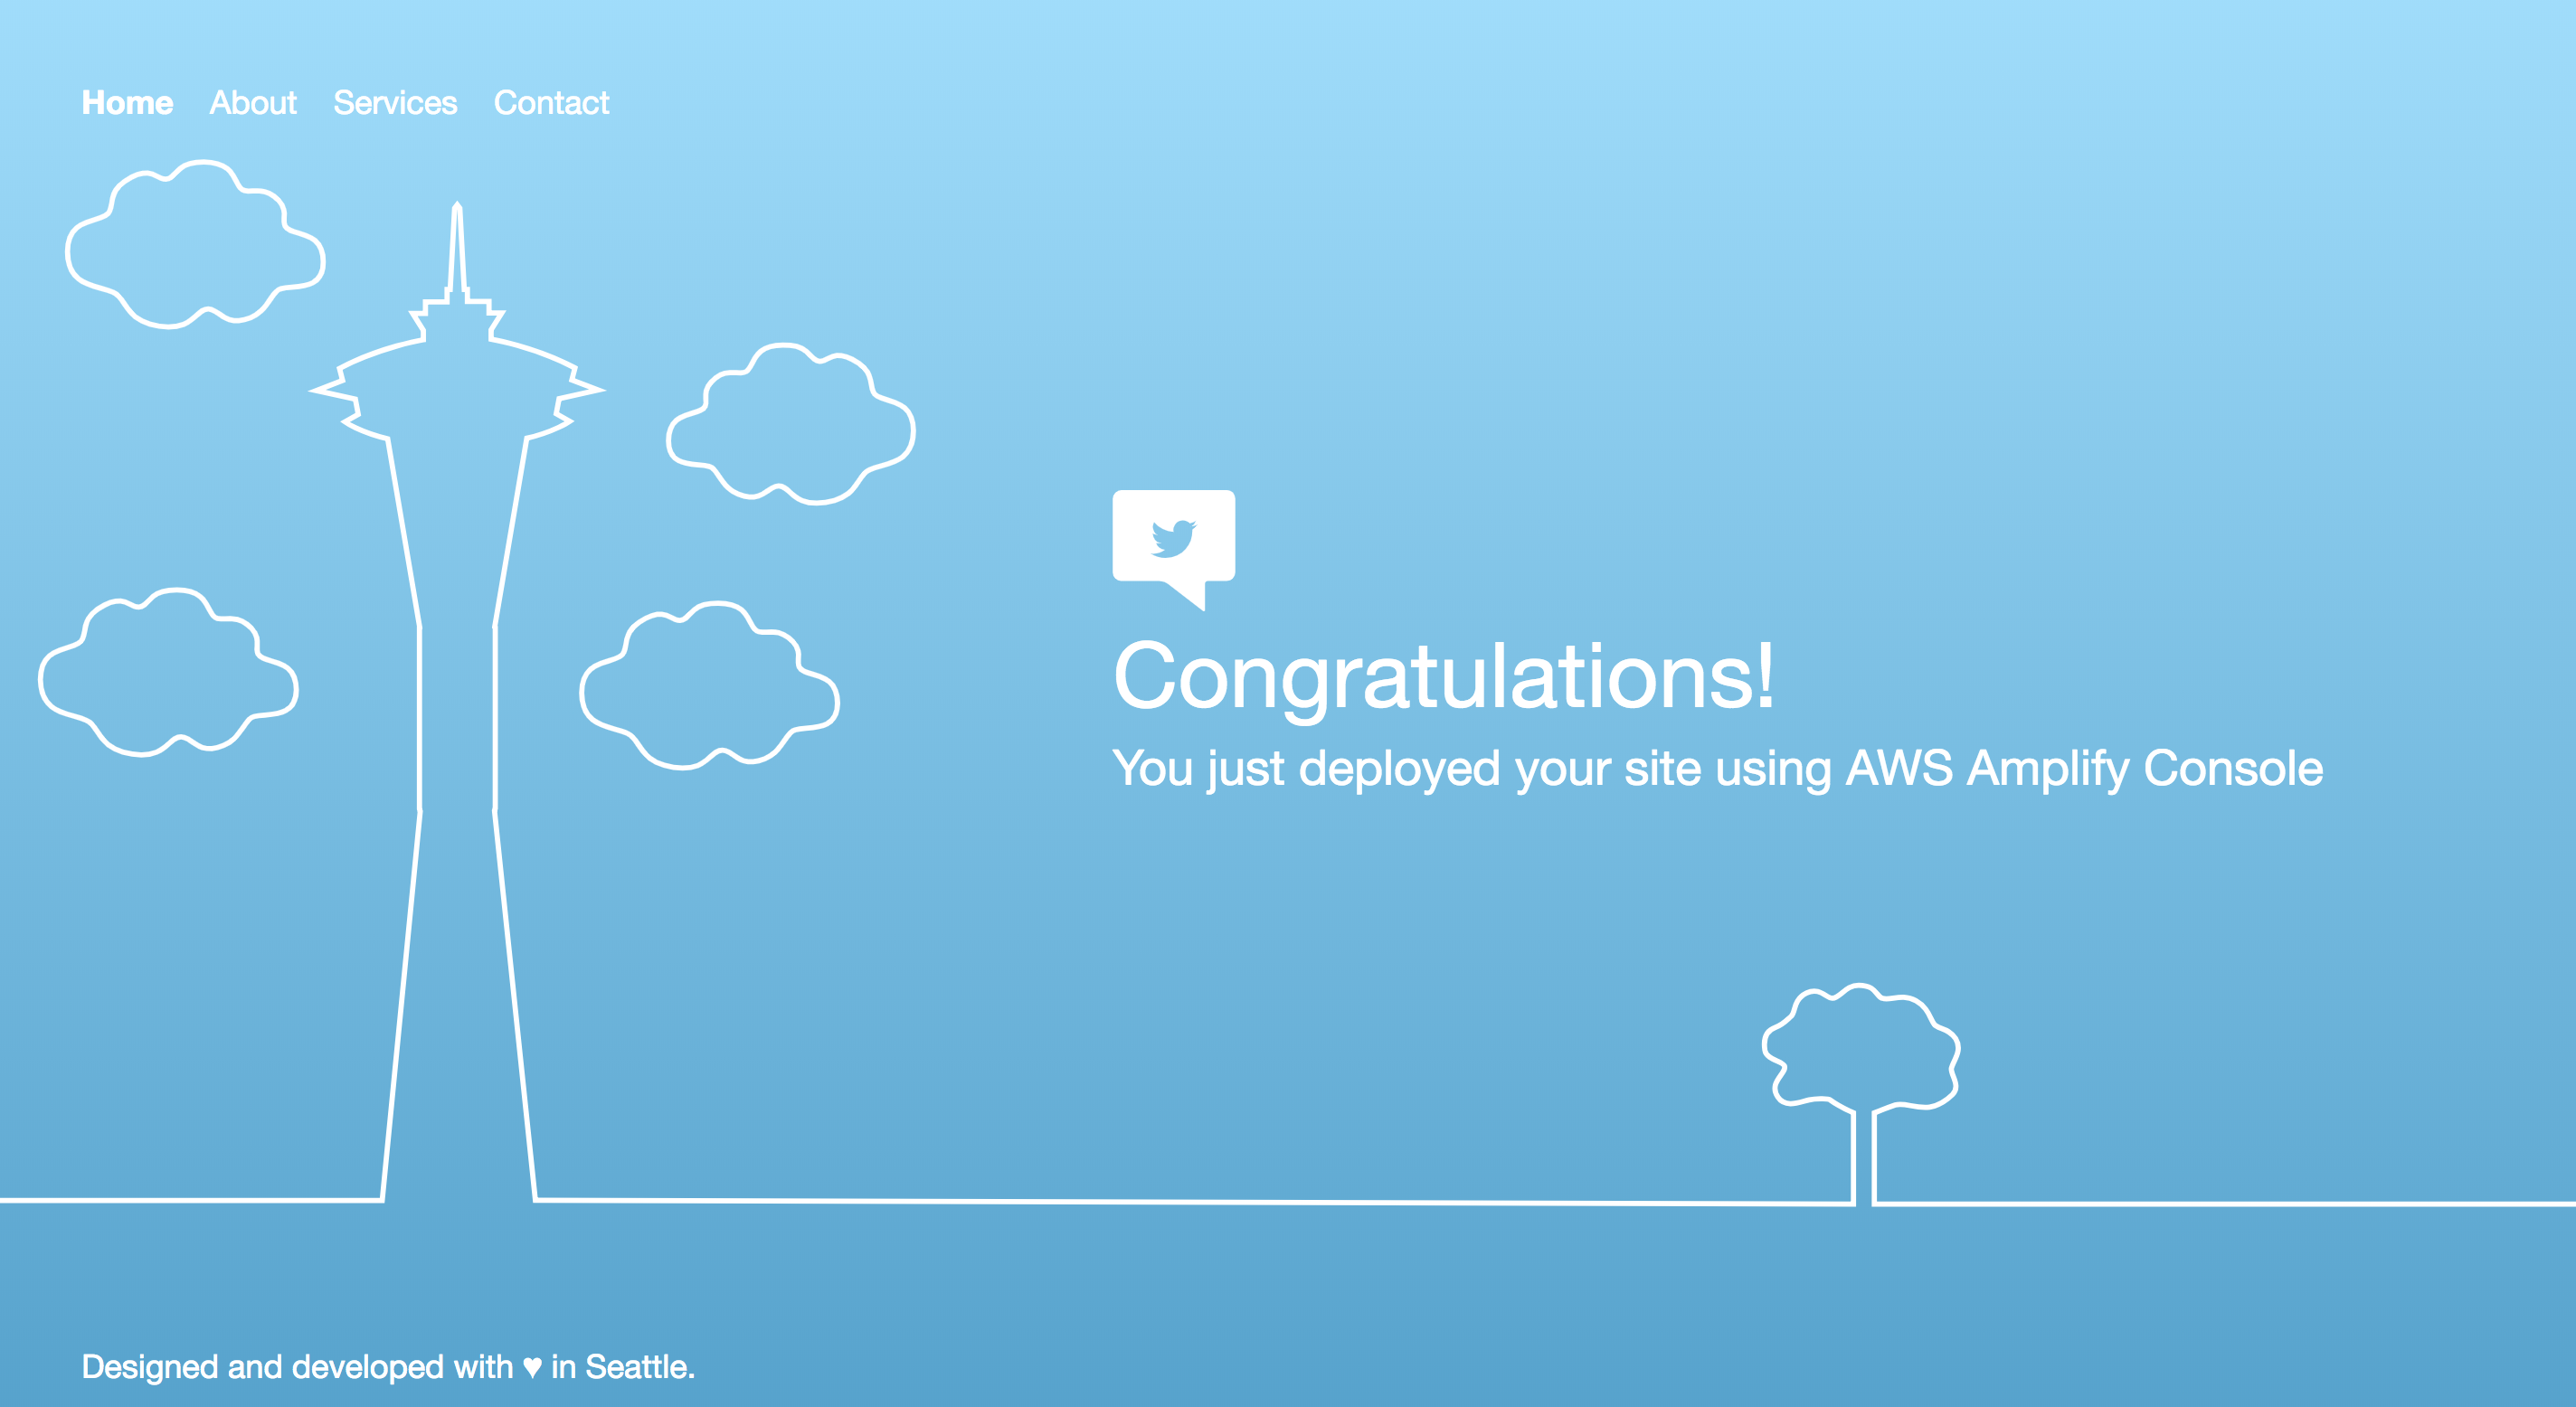 Home About Services Contact
Congratulations!
You just deployed your site using AWS Amplify Console
Designed and developed with ♥ in Seattle.